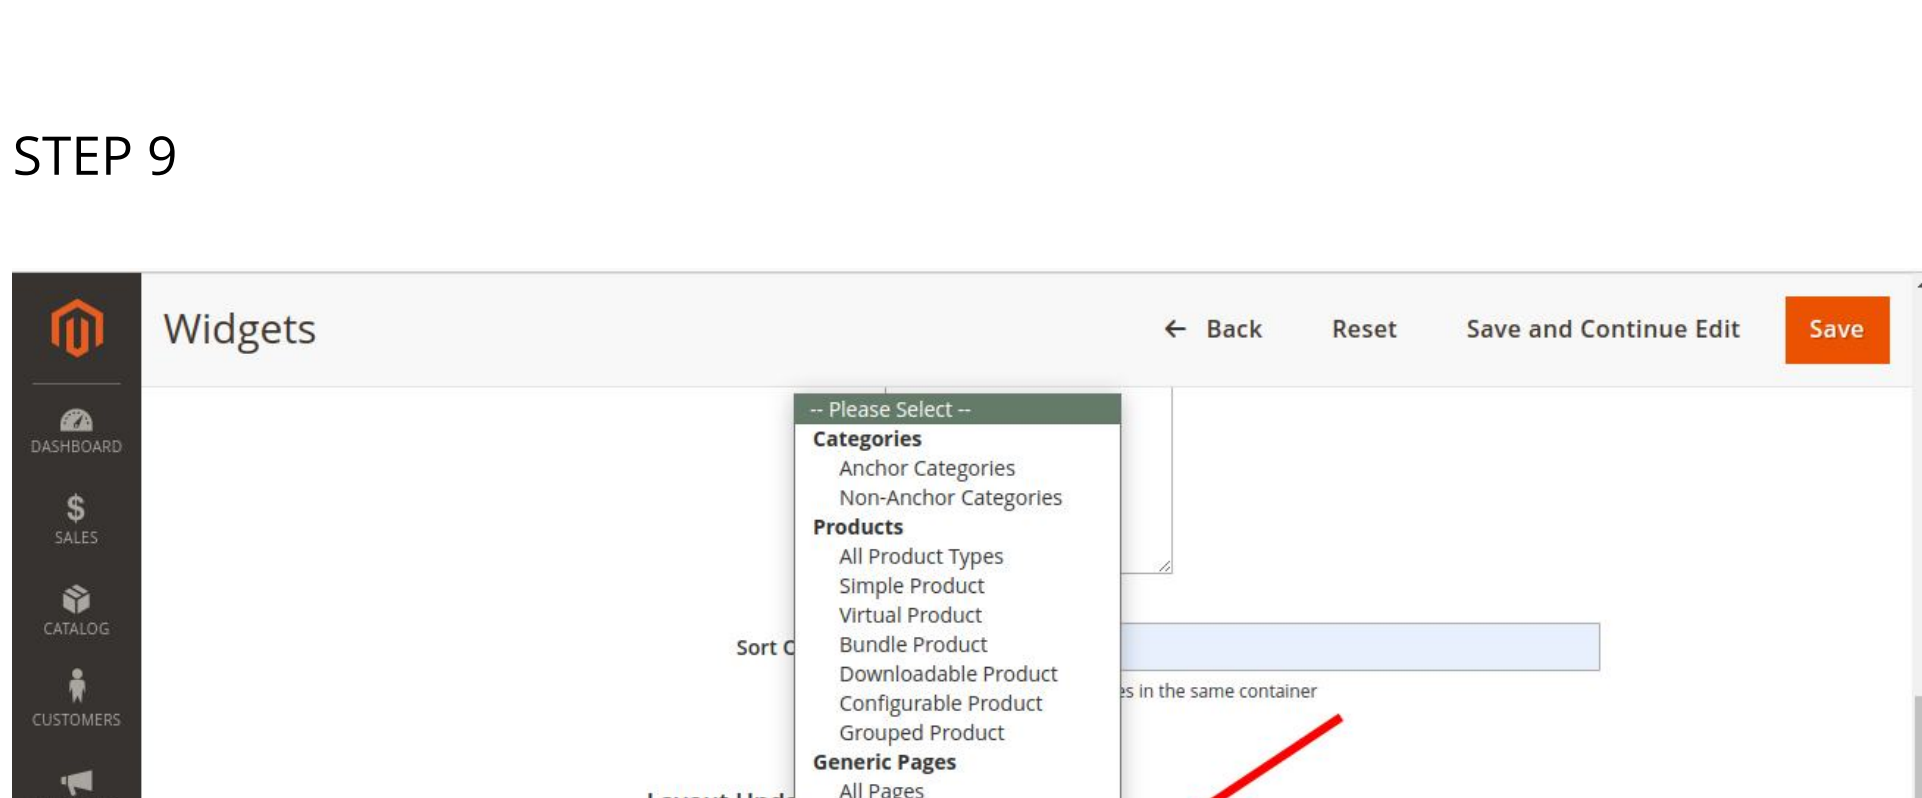 STEP 9
Widgets
← Back Reset Save and Continue Edit Save
DASHBOARD
SALES
CATALOG
CUSTOMERS
-- Please Select --
Categories
Anchor Categories
Non-Anchor Categories
Products
All Product Types
Simple Product
Virtual Product
Bundle Product
Downloadable Product
Configurable Product
Grouped Product
Generic Pages
All Pages
Sort
in the same container